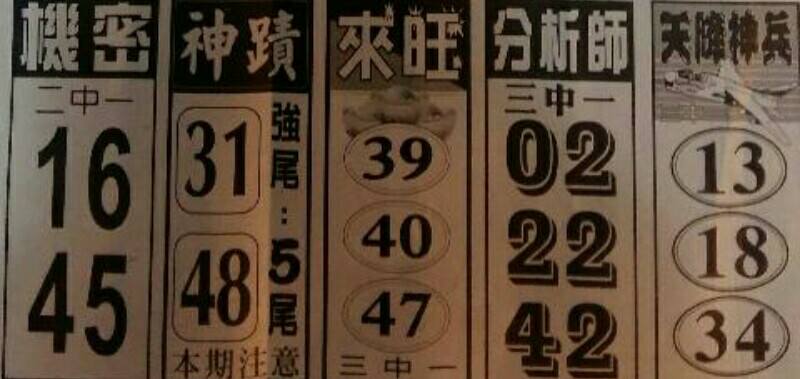 機密
二中一
16
45
神蹟
31
48
強尾：5尾
本期注意
來旺
39
40
47
三中一
分析師
三中一
02
22
42
天降神兵
13
18
34